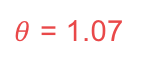 θ = 1.07